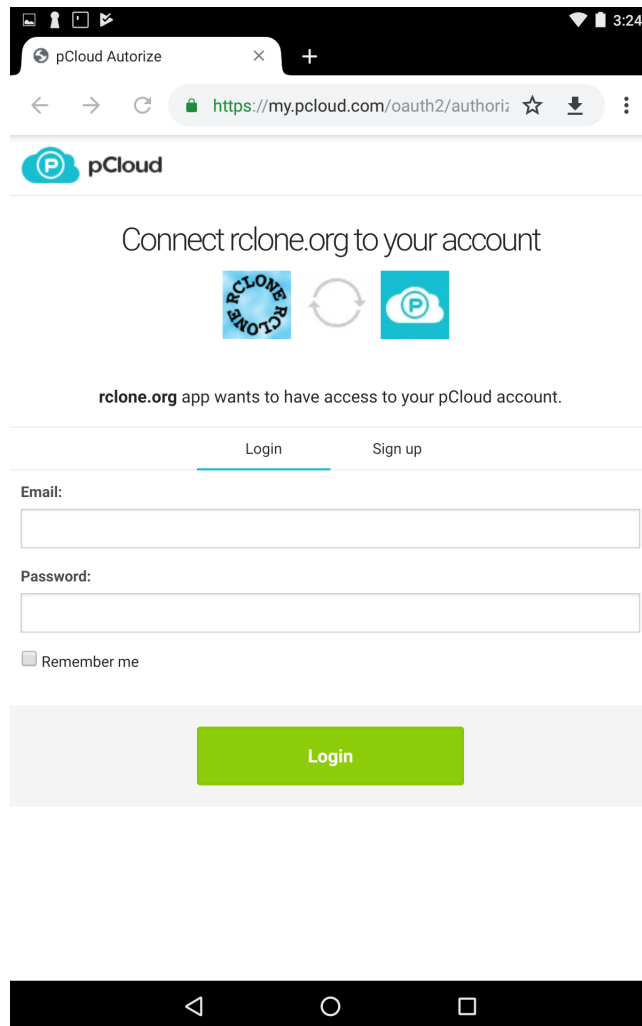 3:24
pCloud Autorize
https://my.pcloud.com/oauth2/authoriz
P pCloud
Connect rclone.org to your account
RCLONE RCLONE
P
rclone.org app wants to have access to your pCloud account.
Login Sign up
Email:
Password:
Remember me
Login